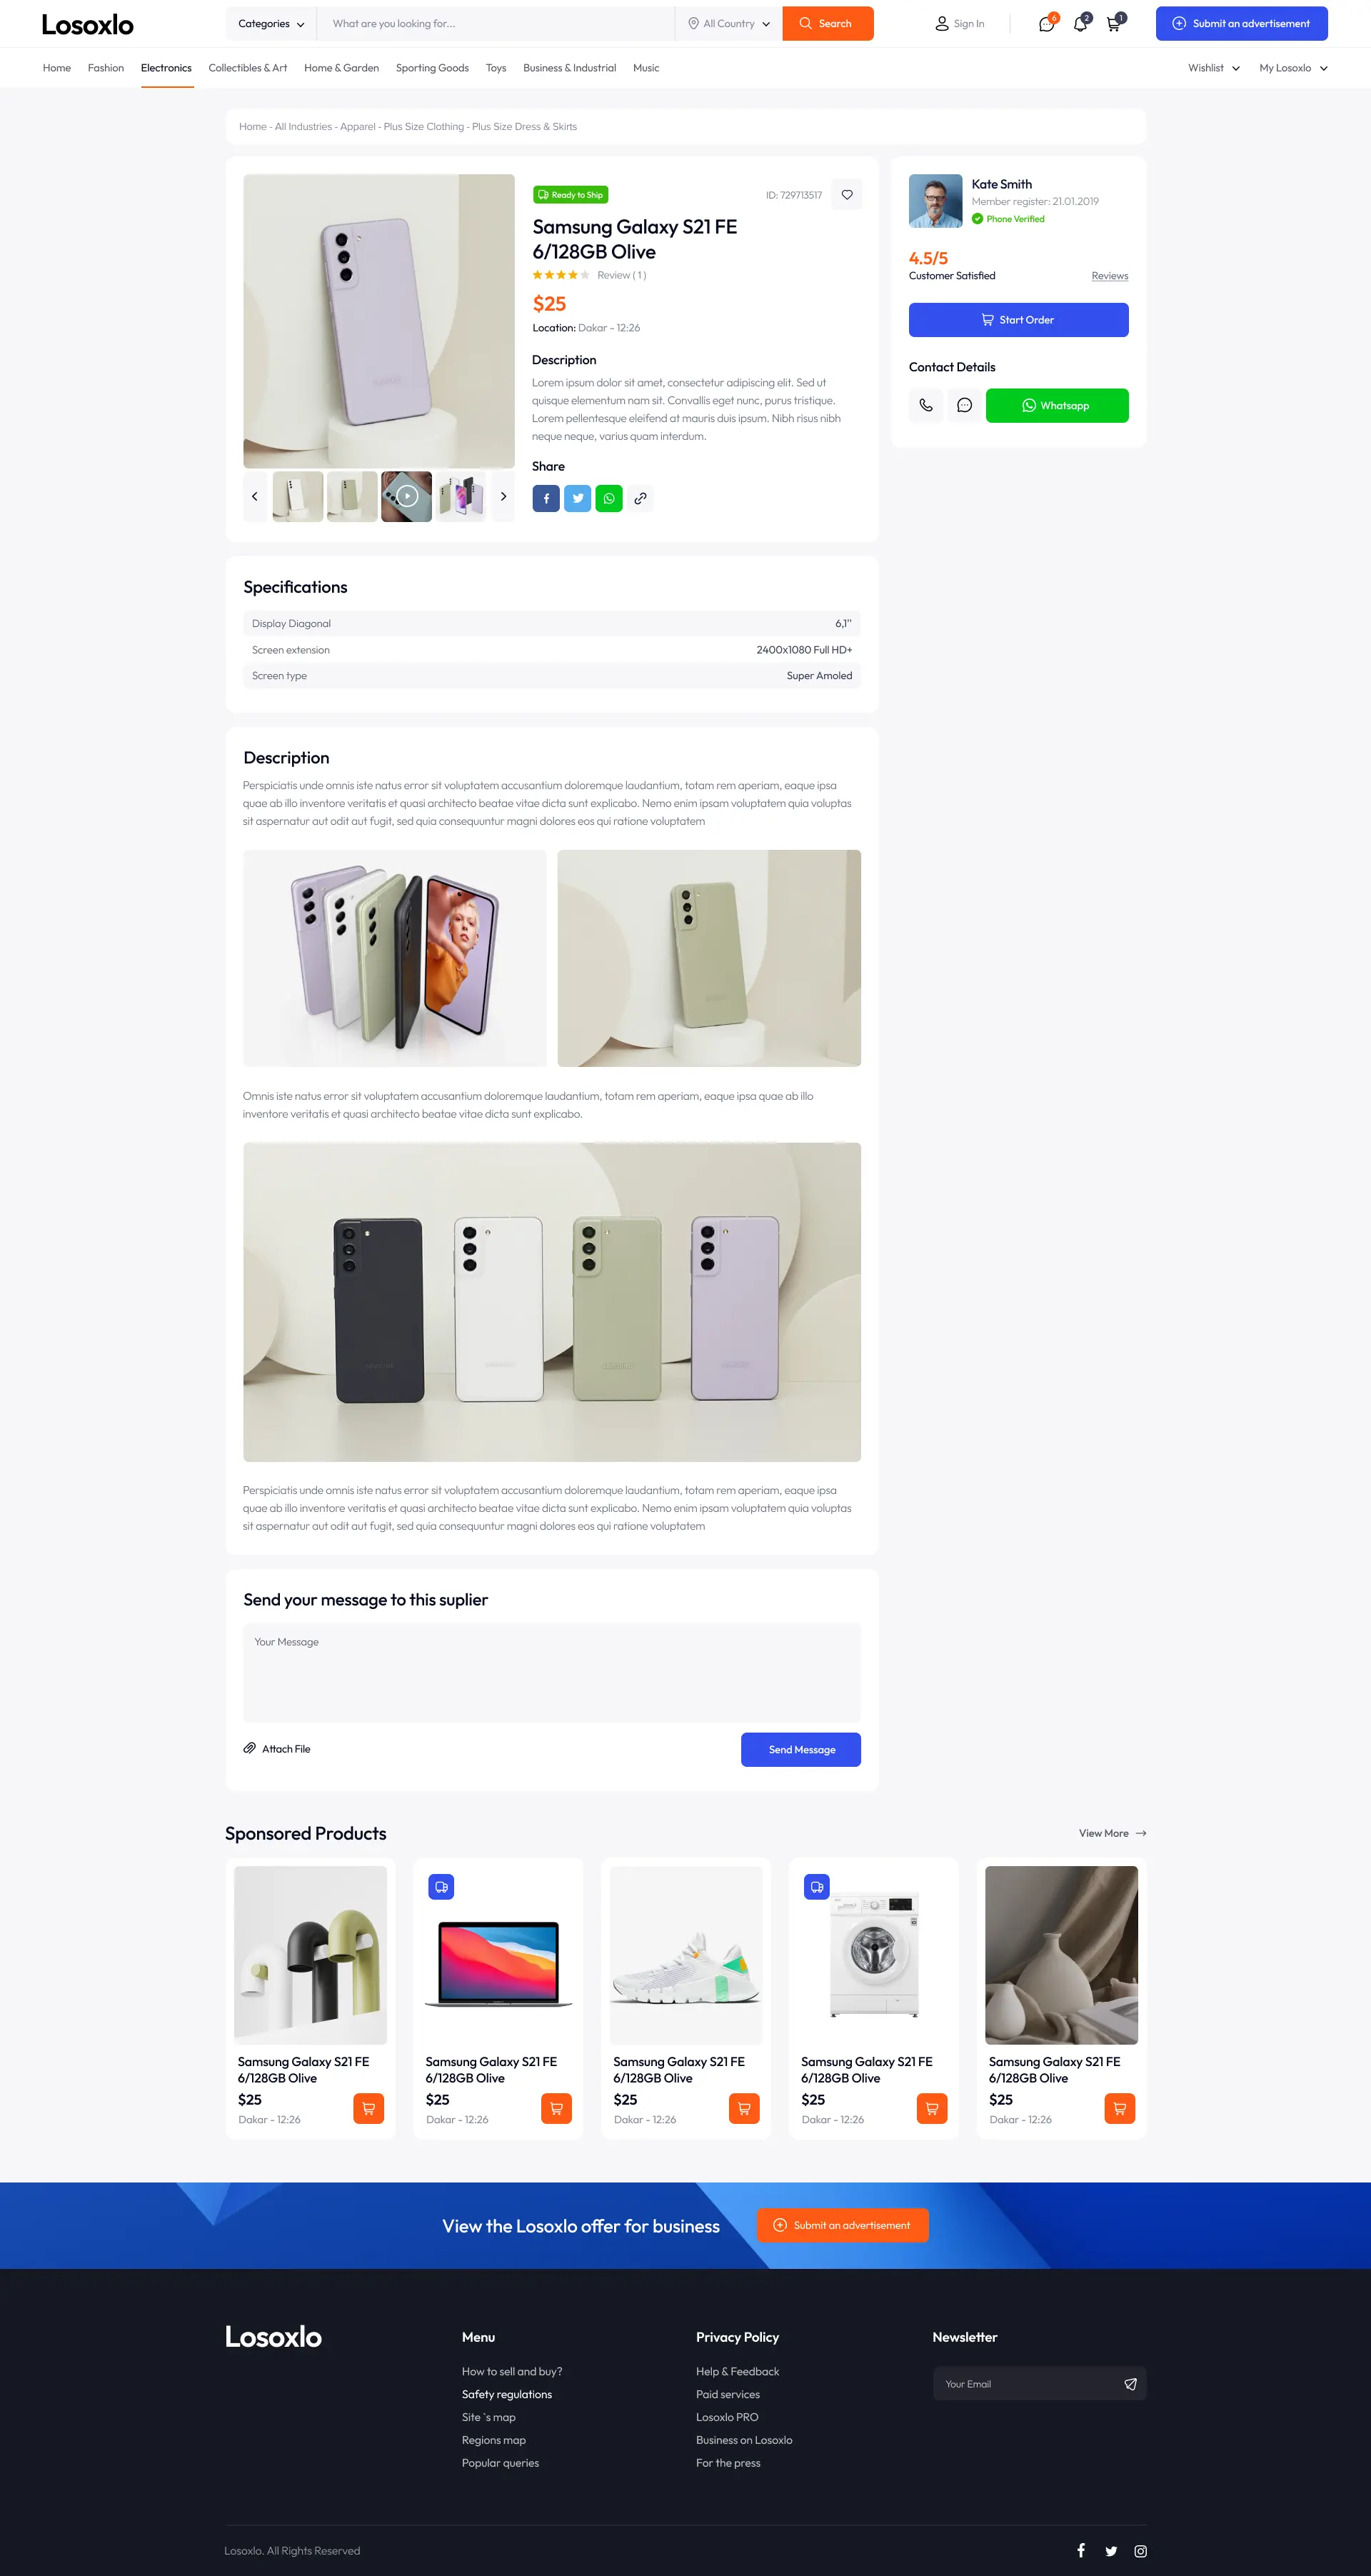 Losoxlo
Categories
What are you looking for...
All Country
Search
Sign In
6
2
1
Submit an advertisement
Home
Fashion
Electronics
Collectibles & Art
Home & Garden
Sporting Goods
Toys
Business & Industrial
Music
Wishlist
My Losoxlo
Home - All Industries - Apparel - Plus Size Clothing - Plus Size Dress & Skirts
Ready to Ship
ID: 729713517
Samsung Galaxy S21 FE
6/128GB Olive
Review ( 1 )
$25
Location: Dakar - 12:26
Description
Lorem ipsum dolor sit amet, consectetur adipiscing elit. Sed ut
quisque elementum nam sit. Convallis eget nunc, purus tristique.
Lorem pellentesque eleifend at mauris duis ipsum. Nibh risus nibh
neque neque, varius quam interdum.
Share
Kate Smith
Member register: 21.01.2019
Phone Verified
4.5/5
Customer Satisfied
Reviews
Start Order
Contact Details
Whatsapp
Specifications
Display Diagonal
6,1''
Screen extension
2400x1080 Full HD+
Screen type
Super Amoled
Description
Perspiciatis unde omnis iste natus error sit voluptatem accusantium doloremque laudantium, totam rem aperiam, eaque ipsa
quae ab illo inventore veritatis et quasi architecto beatae vitae dicta sunt explicabo. Nemo enim ipsam voluptatem quia voluptas
sit aspernatur aut odit aut fugit, sed quia consequuntur magni dolores eos qui ratione voluptatem
Omnis iste natus error sit voluptatem accusantium doloremque laudantium, totam rem aperiam, eaque ipsa quae ab illo
inventore veritatis et quasi architecto beatae vitae dicta sunt explicabo.
Perspiciatis unde omnis iste natus error sit voluptatem accusantium doloremque laudantium, totam rem aperiam, eaque ipsa
quae ab illo inventore veritatis et quasi architecto beatae vitae dicta sunt explicabo. Nemo enim ipsam voluptatem quia voluptas
sit aspernatur aut odit aut fugit, sed quia consequuntur magni dolores eos qui ratione voluptatem
Send your message to this suplier
Your Message
Attach File
Send Message
Sponsored Products
View More
Samsung Galaxy S21 FE
6/128GB Olive
$25
Dakar - 12:26
Samsung Galaxy S21 FE
6/128GB Olive
$25
Dakar - 12:26
Samsung Galaxy S21 FE
6/128GB Olive
$25
Dakar - 12:26
Samsung Galaxy S21 FE
6/128GB Olive
$25
Dakar - 12:26
Samsung Galaxy S21 FE
6/128GB Olive
$25
Dakar - 12:26
View the Losoxlo offer for business
Submit an advertisement
Losoxlo
Menu
How to sell and buy?
Safety regulations
Site `s map
Regions map
Popular queries
Privacy Policy
Help & Feedback
Paid services
Losoxlo PRO
Business on Losoxlo
For the press
Newsletter
Your Email
Losoxlo. All Rights Reserved